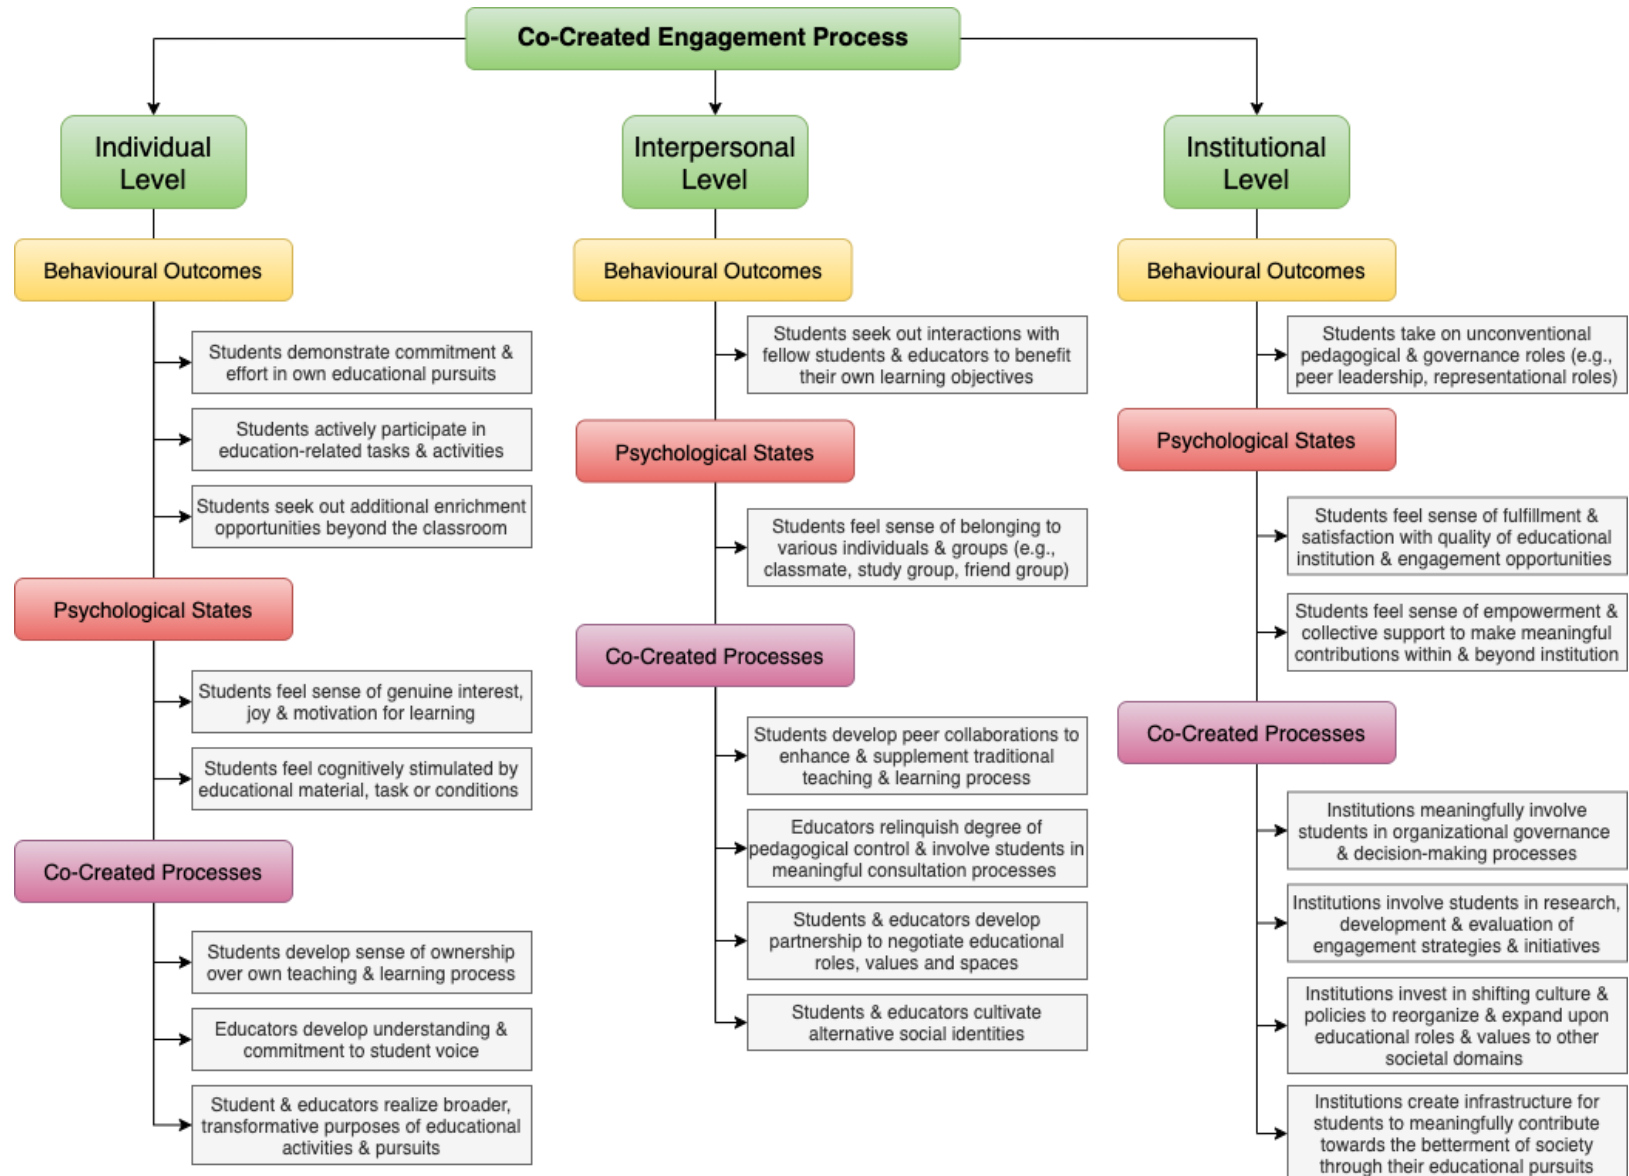 Co-Created Engagement Process
Individual
Level
Behavioural Outcomes
Students demonstrate commitment &
effort in own educational pursuits
Students actively participate in
education-related tasks & activities
Students seek out additional enrichment
opportunities beyond the classroom
Psychological States
Students feel sense of genuine interest,
joy & motivation for learning
Students feel cognitively stimulated by
educational material, task or conditions
Co-Created Processes
Students develop sense of ownership
over own teaching & learning process
Educators develop understanding &
commitment to student voice
Student & educators realize broader,
transformative purposes of educational
activities & pursuits
Interpersonal
Level
Behavioural Outcomes
Students seek out interactions with
fellow students & educators to benefit
their own learning objectives
Psychological States
Students feel sense of belonging to
various individuals & groups (e.g.,
classmate, study group, friend group)
Co-Created Processes
Students develop peer collaborations to
enhance & supplement traditional
teaching & learning process
Educators relinquish degree of
pedagogical control & involve students in
meaningful consultation processes
Students & educators develop
partnership to negotiate educational
roles, values and spaces
Students & educators cultivate
alternative social identities
Institutional
Level
Behavioural Outcomes
Students take on unconventional
pedagogical & governance roles (e.g.,
peer leadership, representational roles)
Psychological States
Students feel sense of fulfillment &
satisfaction with quality of educational
institution & engagement opportunities
Students feel sense of empowerment &
collective support to make meaningful
contributions within & beyond institution
Co-Created Processes
Institutions meaningfully involve
students in organizational governance
& decision-making processes
Institutions involve students in research,
development & evaluation of
engagement strategies & initiatives
Institutions invest in shifting culture &
policies to reorganize & expand upon
educational roles & values to other
societal domains
Institutions create infrastructure for
students to meaningfully contribute
towards the betterment of society
through their educational pursuits